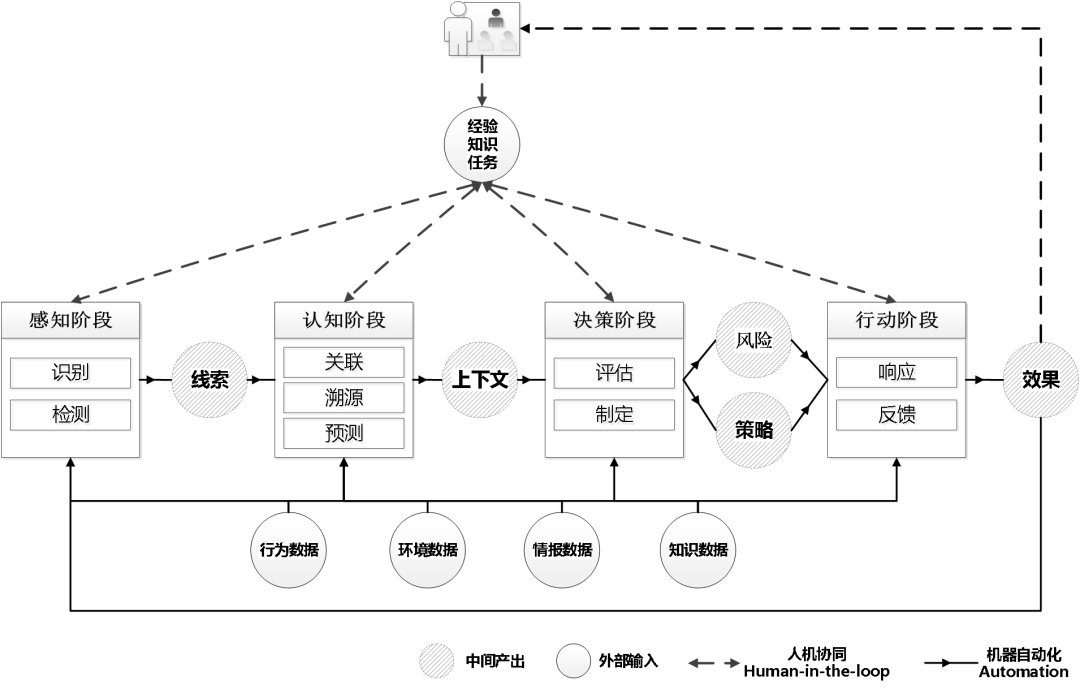 经验
知识
任务
感知阶段
识别
检测
线索
认知阶段
关联
溯源
预测
上下文
决策阶段
评估
制定
风险
策略
行动阶段
响应
反馈
效果
行为数据
环境数据
情报数据
知识数据
中间产出
外部输入
人机协同
Human-in-the-loop
机器自动化
Automation